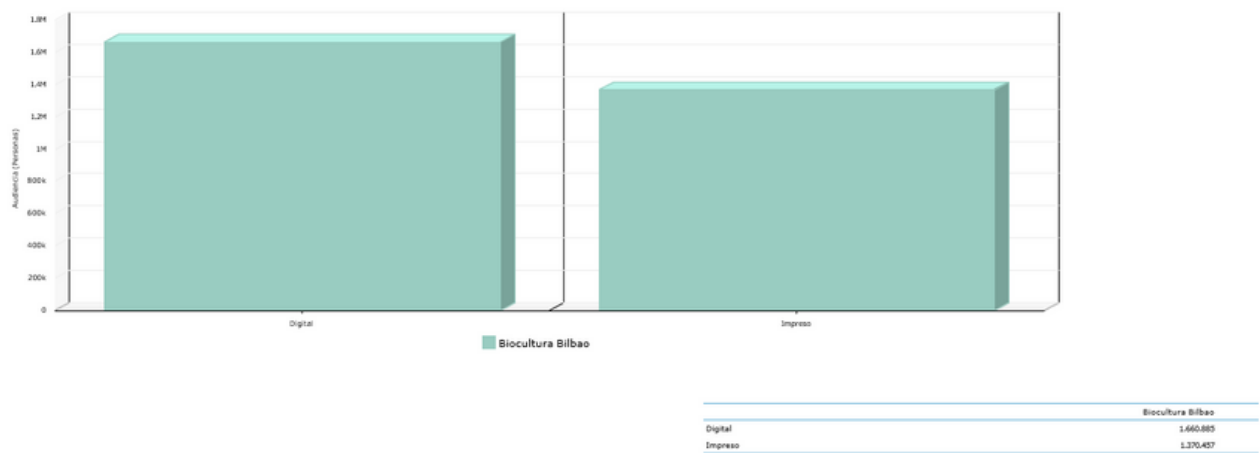 1.8M
1.6M
1.4M
1.2M
1M
800k
600k
400k
200k
0
Audiencia (Personas)
Digital Impreso
Biocultura Bilbao
Biocultura Bilbao
Digital 1.660.885
Impreso 1.370.457